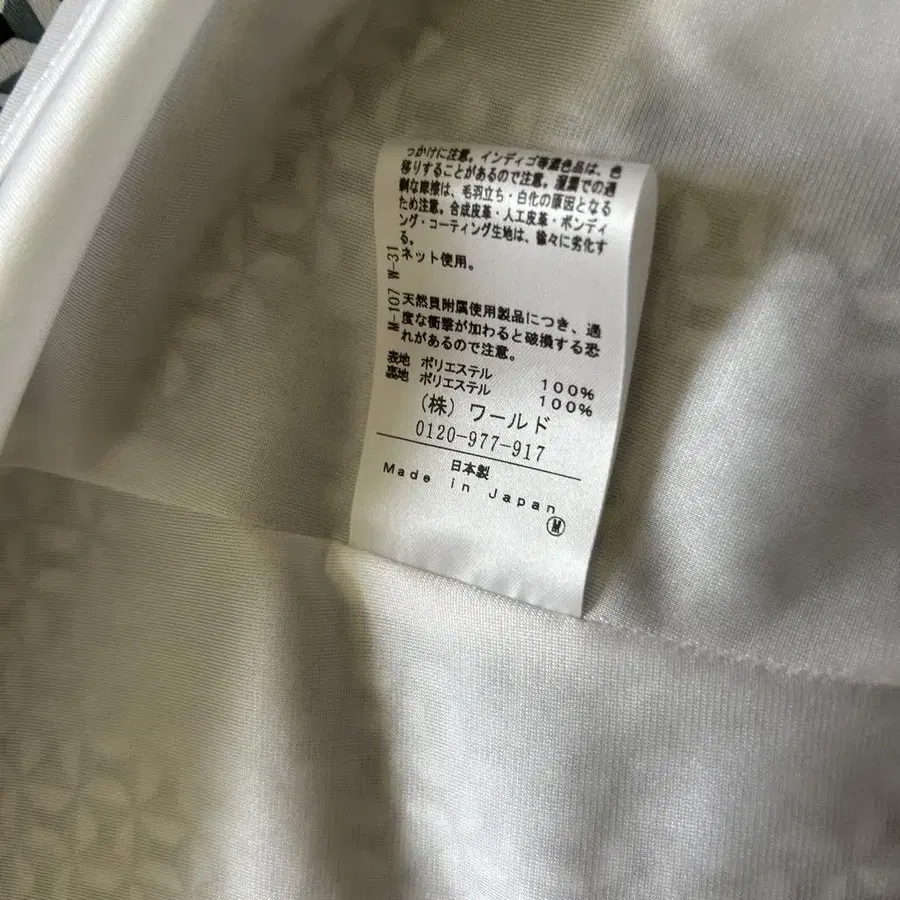 っかけに注意。インディゴ等濃色品は、色
移りすることがあるので注意。湿潤での過
剰な摩擦は、毛羽立ち・白化の原因となる
ため注意。合成皮革・人工皮革・ボンディ
ング・コーティング生地は、徐々に劣化す
る。
W-31 ネット使用。
W-107 天然貝附属使用製品につき、過
度な衝撃が加わると破損する恐
れがあるので注意。
表地 ポリエステル 100%
裏地 ポリエステル 100%
(株) ワールド
0120-977-917
日本製
Made in Japan
M